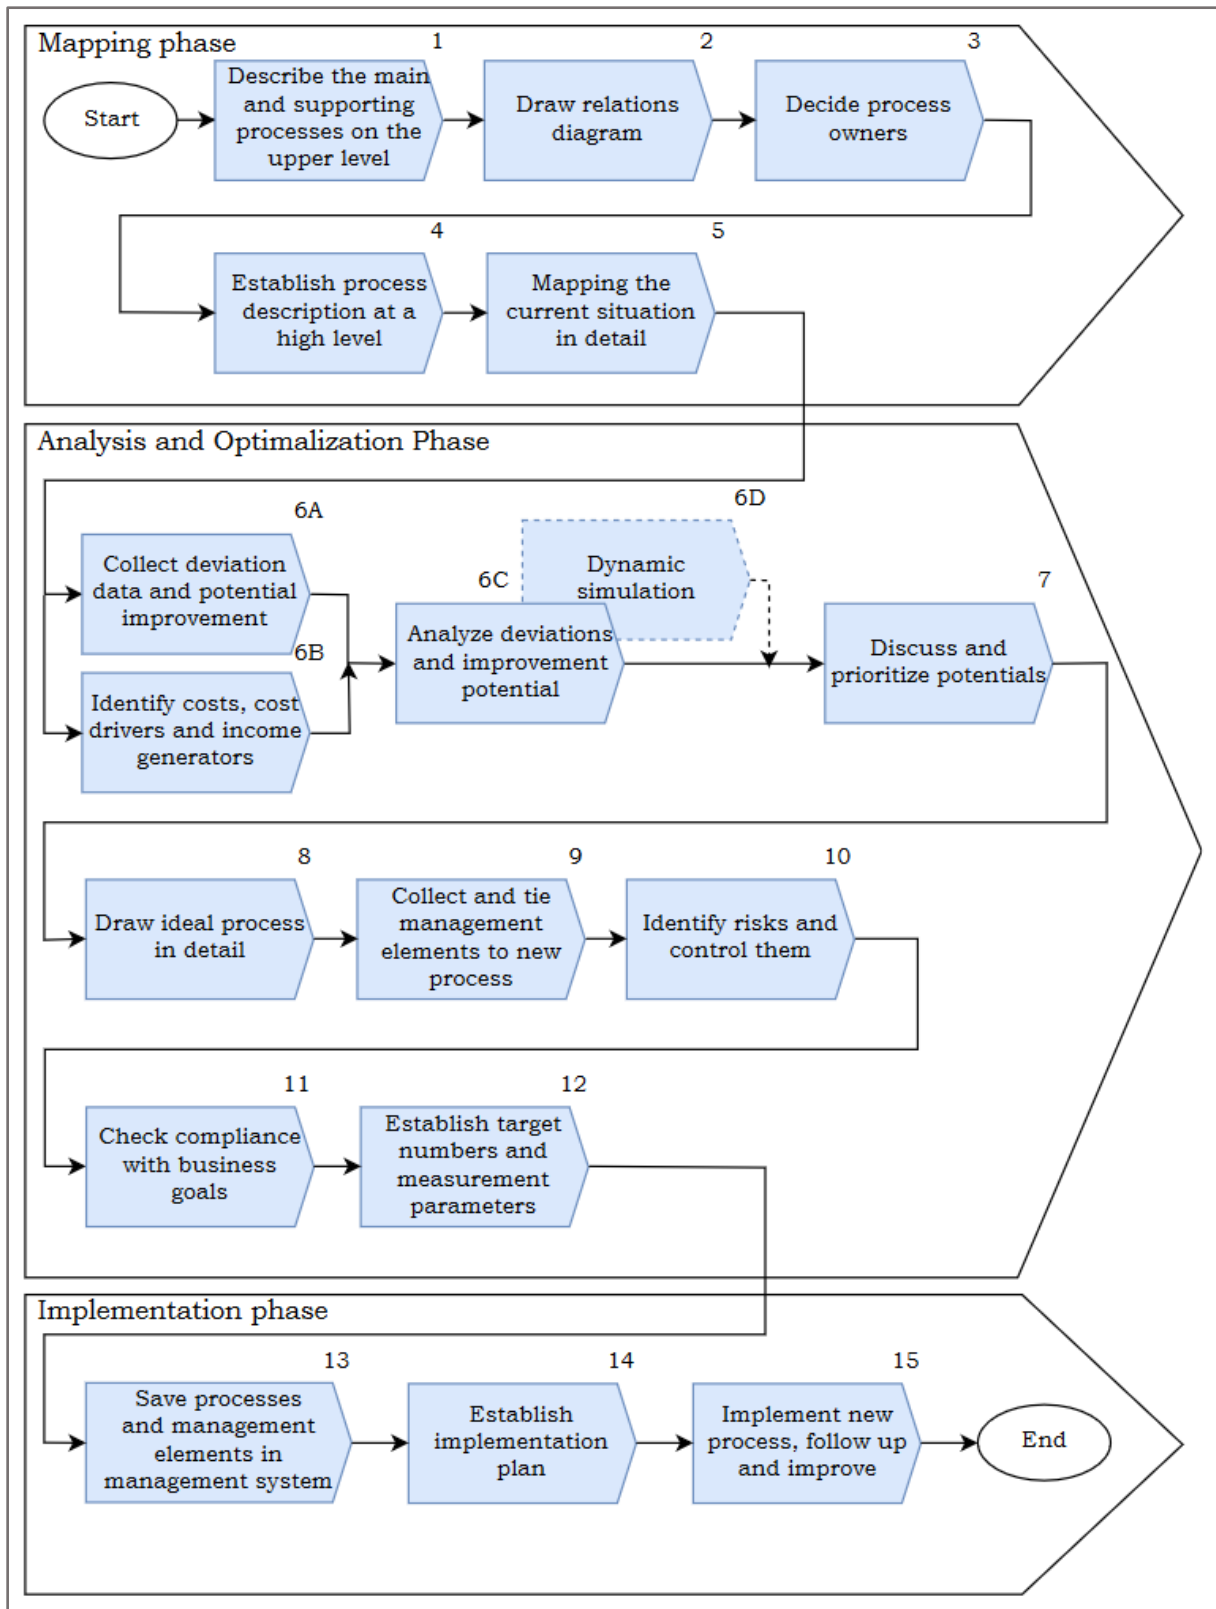 Mapping phase
1
2
3
Start
Describe the main
and supporting
processes on the
upper level
Draw relations
diagram
Decide process
owners
4
5
Establish process
description at a
high level
Mapping the
current situation
in detail
Analysis and Optimalization Phase
6A
Collect deviation
data and potential
improvement
6B
Identify costs, cost
drivers and income
generators
6C
Analyze deviations
and improvement
potential
6D
Dynamic
simulation
7
Discuss and
prioritize potentials
8
9
10
Draw ideal process
in detail
Collect and tie
management
elements to new
process
Identify risks and
control them
11
12
Check compliance
with business
goals
Establish target
numbers and
measurement
parameters
Implementation phase
13
14
15
Save processes
and management
elements in
management system
Establish
implementation
plan
Implement new
process, follow up
and improve
End